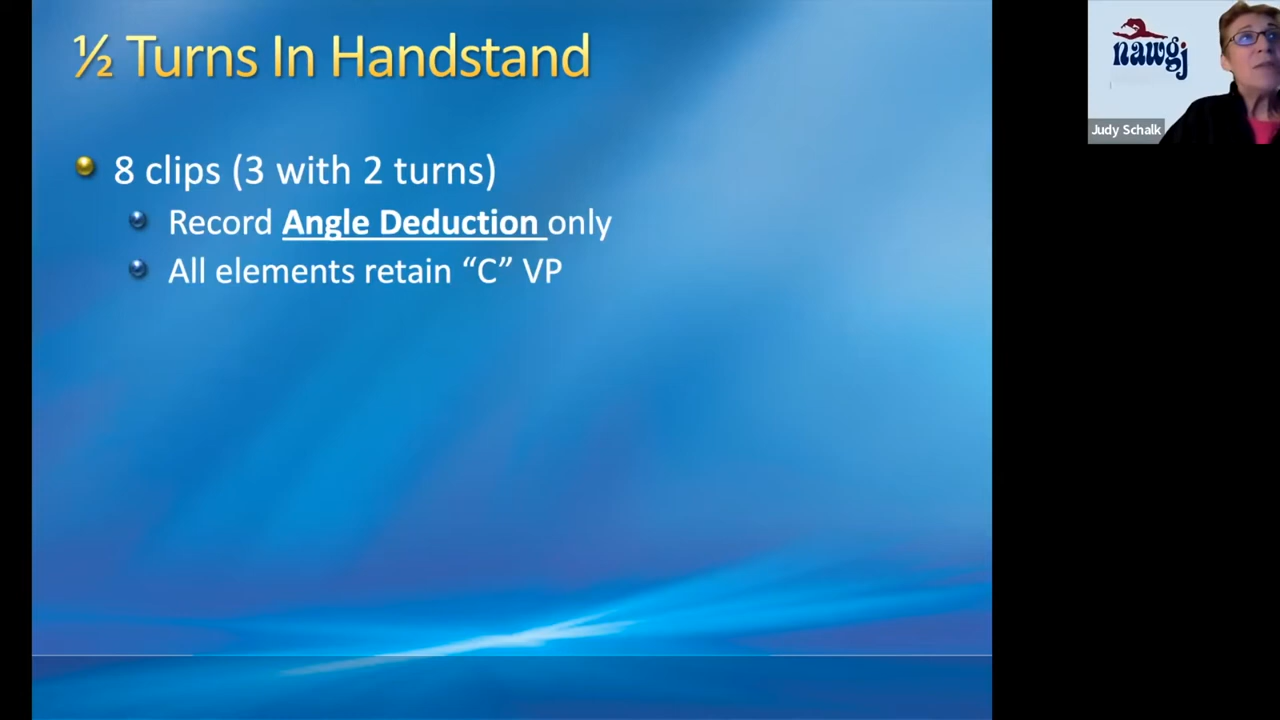 ½ Turns In Handstand
8 clips (3 with 2 turns)
Record Angle Deduction only
All elements retain “C” VP
nawgj
Judy Schalk